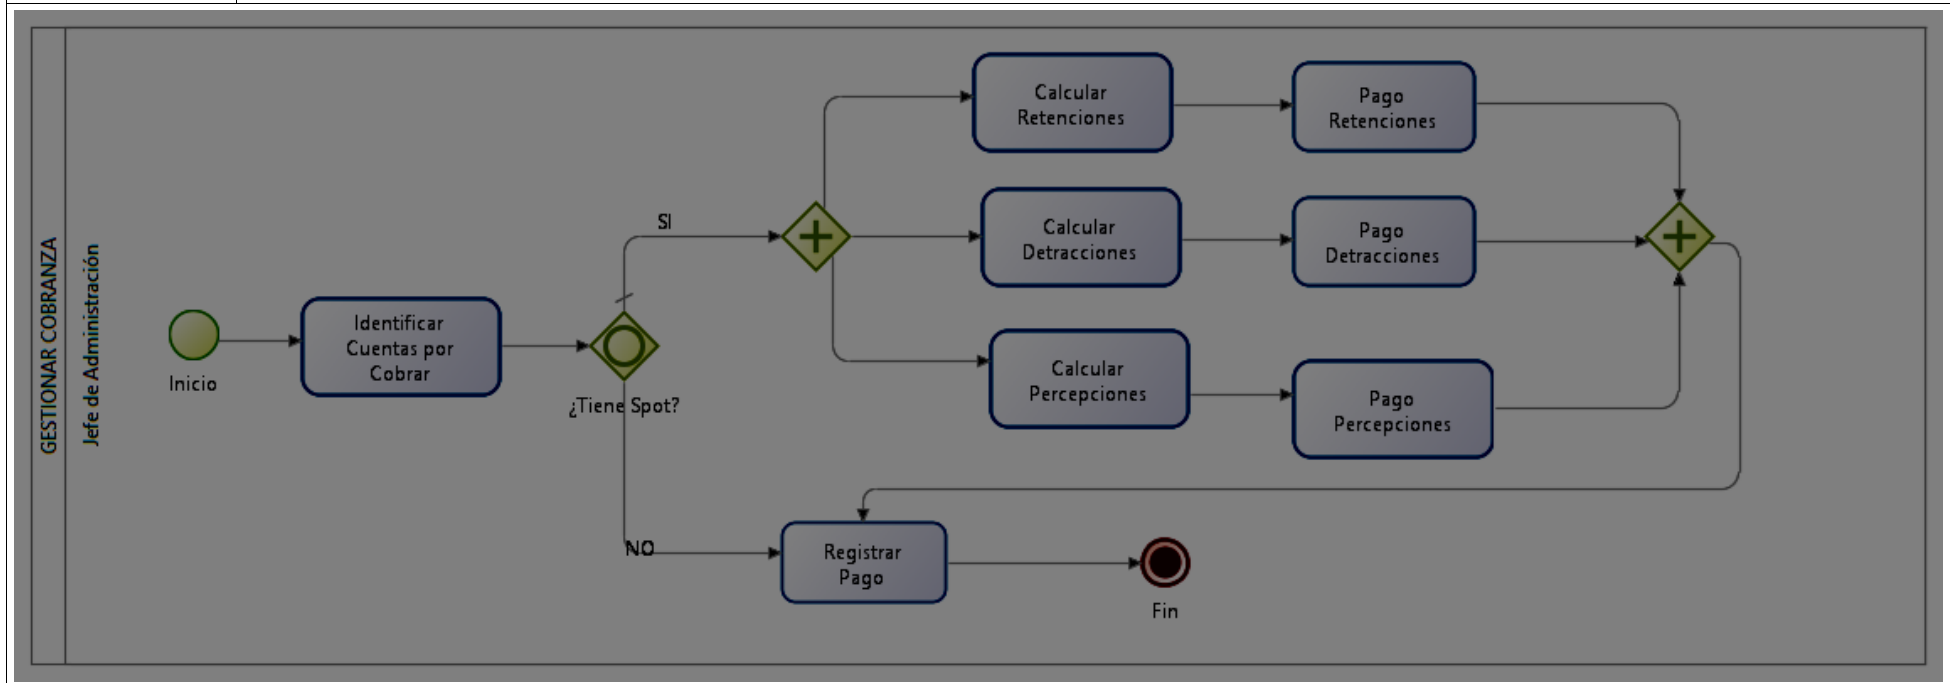 GESTIONAR COBRANZA
Jefe de Administración
Inicio
Identificar
Cuentas por
Cobrar
¿Tiene Spot?
SI
NO
Calcular
Retenciones
Pago
Retenciones
Calcular
Detracciones
Pago
Detracciones
Calcular
Percepciones
Pago
Percepciones
Registrar
Pago
Fin